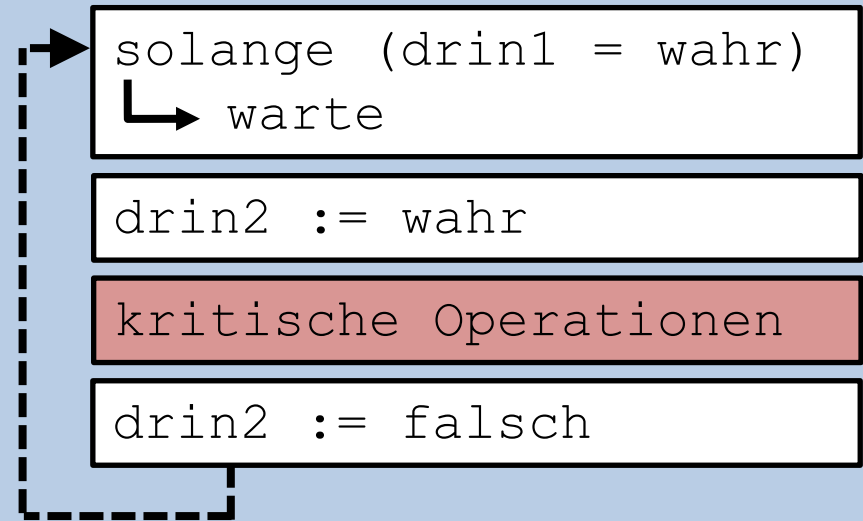 solange (drin1 = wahr)
warte
drin2 := wahr
kritische Operationen
drin2 := falsch